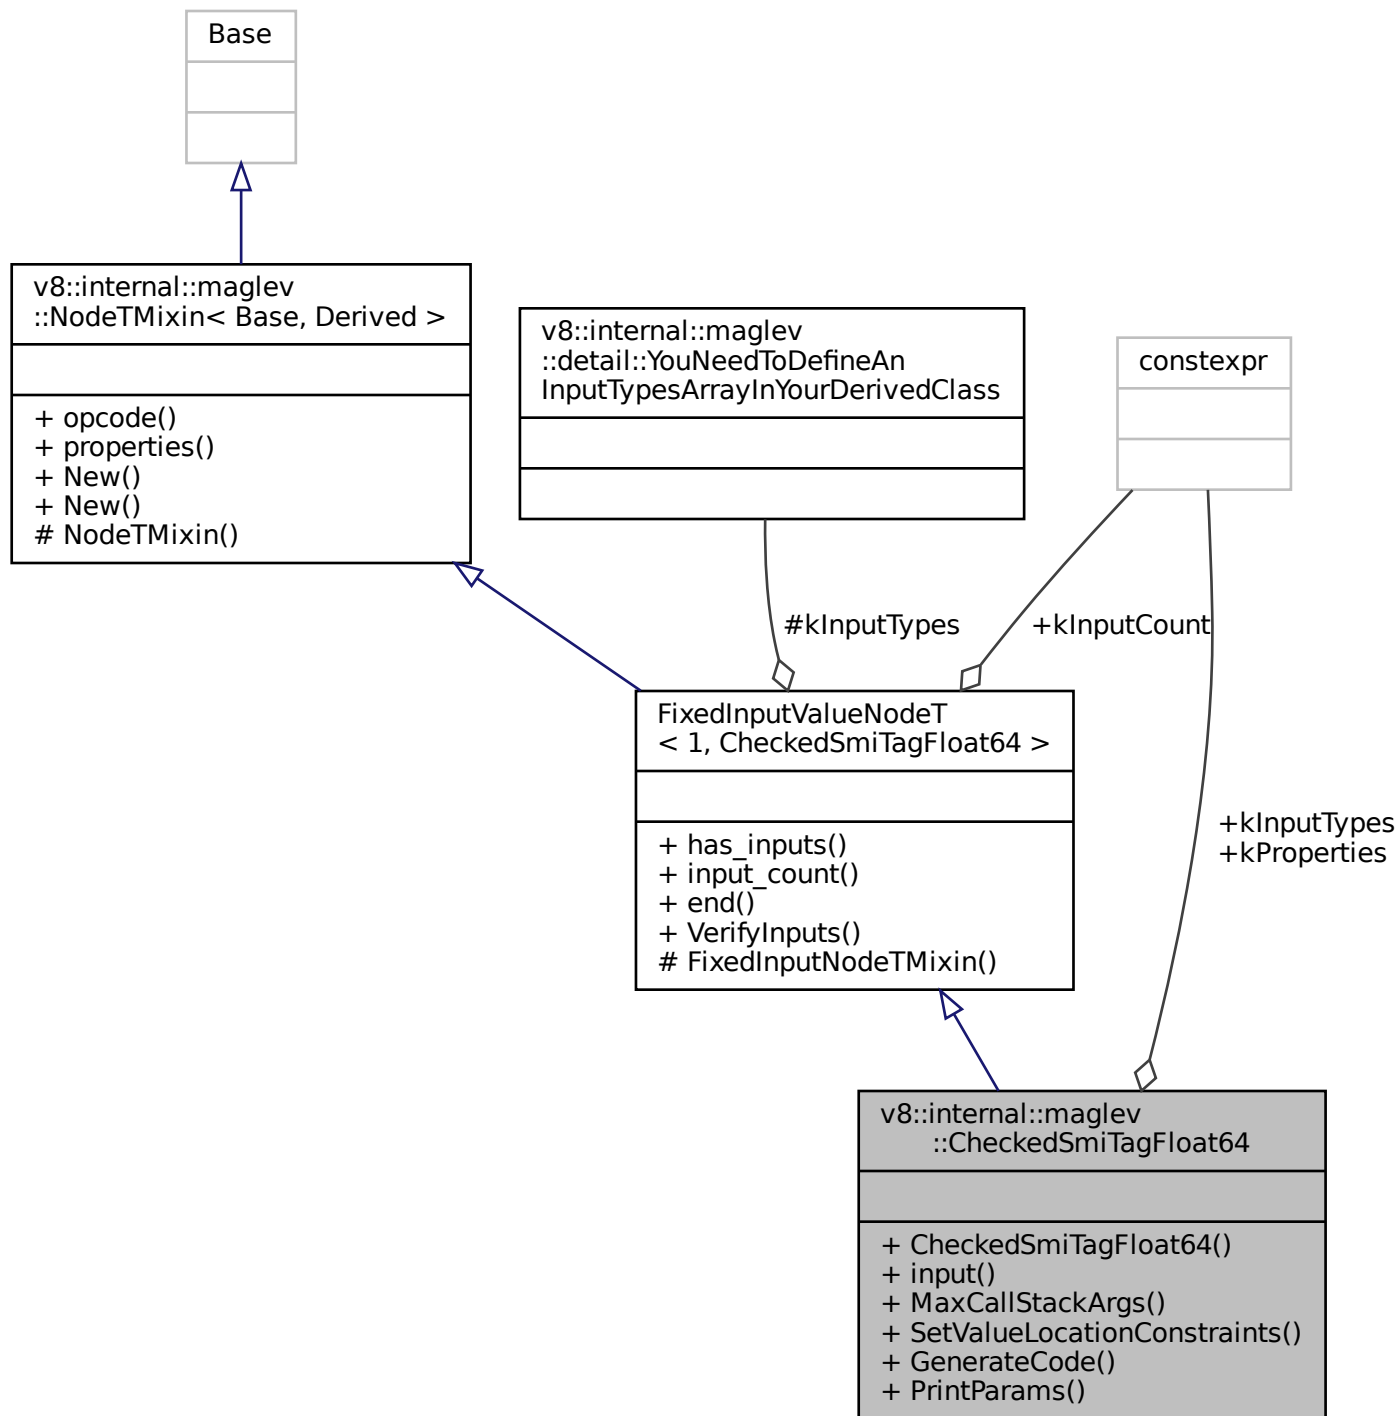 Base
v8::internal::maglev
::NodeTMixin< Base, Derived >
+ opcode()
+ properties()
+ New()
+ New()
# NodeTMixin()
v8::internal::maglev
::detail::YouNeedToDefineAn
InputTypesArrayInYourDerivedClass
constexpr
#kInputTypes
+kInputCount
FixedInputValueNodeT
< 1, CheckedSmiTagFloat64 >
+ has_inputs()
+ input_count()
+ end()
+ VerifyInputs()
# FixedInputNodeTMixin()
+kInputTypes
+kProperties
v8::internal::maglev
::CheckedSmiTagFloat64
+ CheckedSmiTagFloat64()
+ input()
+ MaxCallStackArgs()
+ SetValueLocationConstraints()
+ GenerateCode()
+ PrintParams()